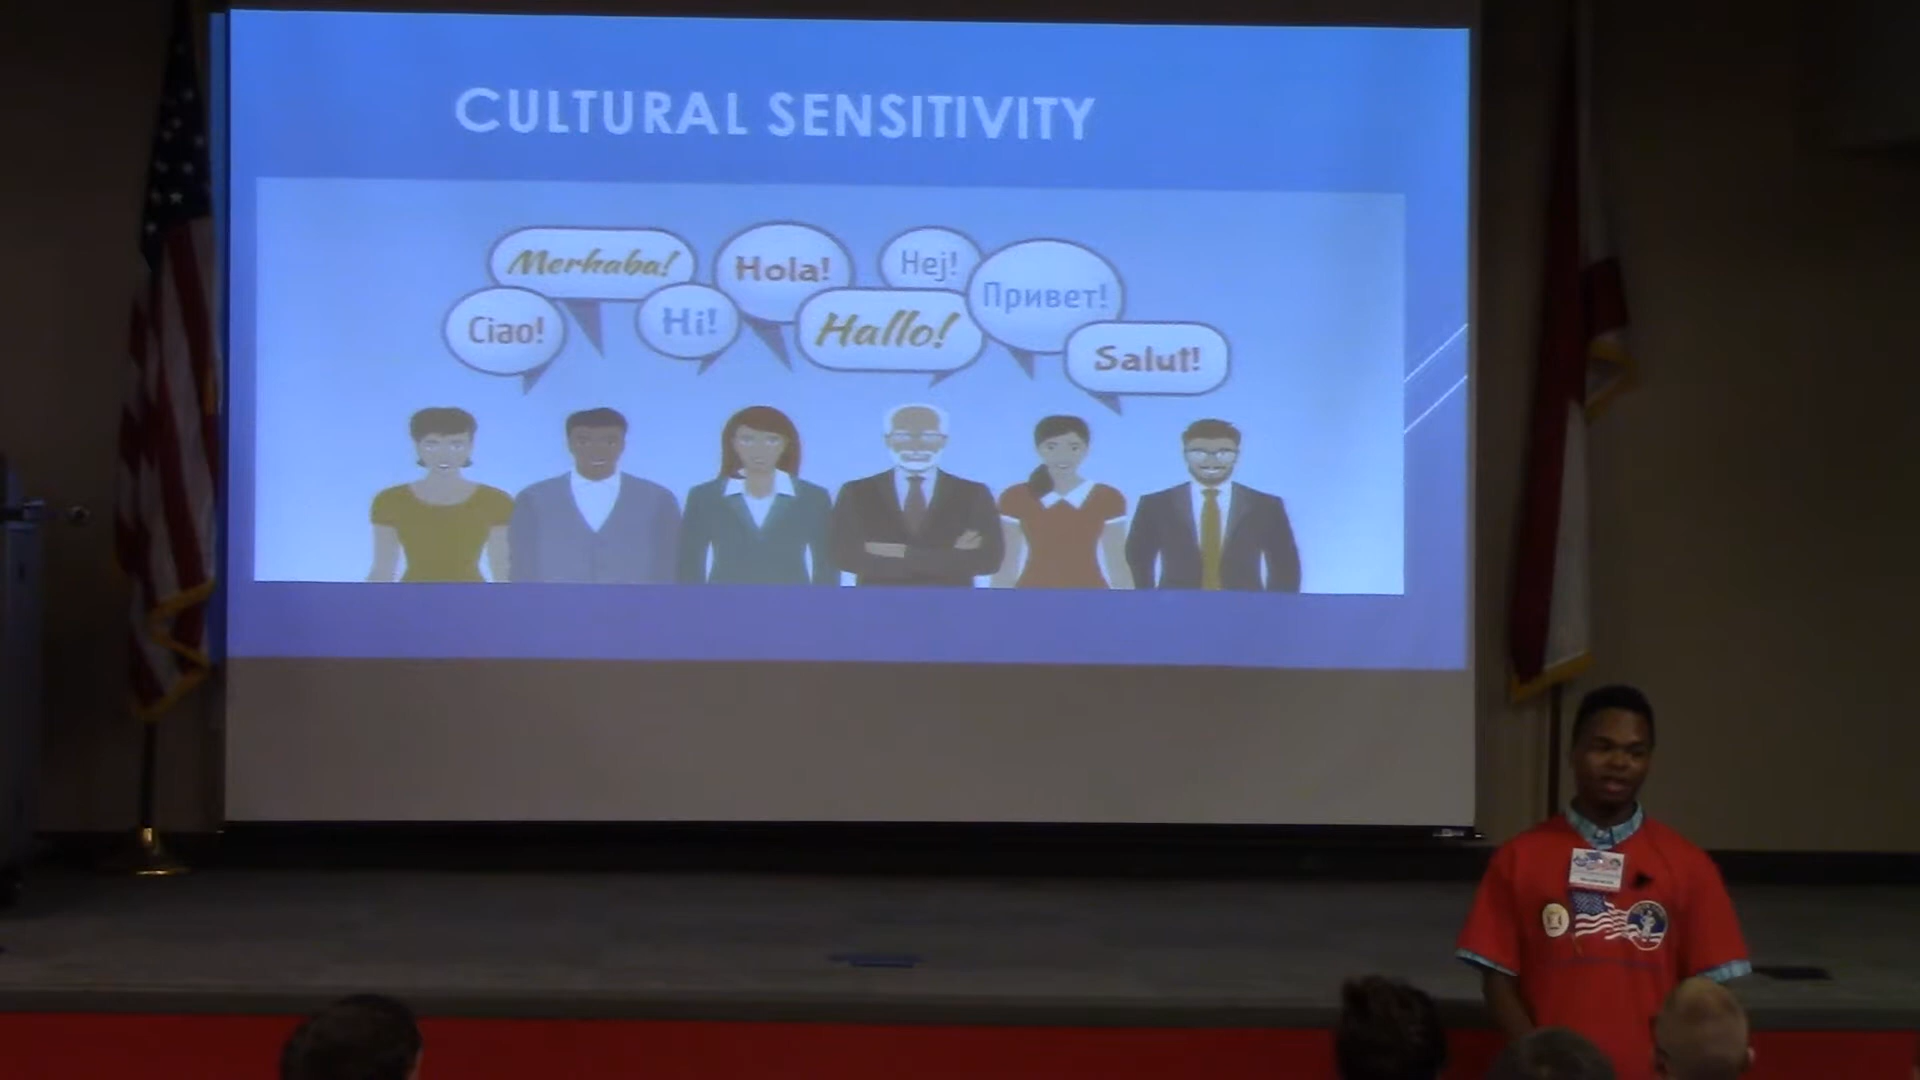 CULTURAL SENSITIVITY
Merhaba!
Hola!
Hej!
Привет!
Ciao!
Hi!
Hallo!
Salut!